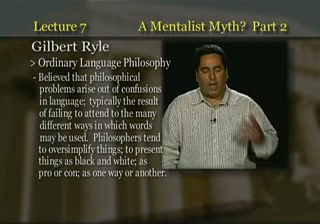 Lecture 7 A Mentalist Myth? Part 2
Gilbert Ryle
> Ordinary Language Philosophy
- Believed that philosophical
problems arise out of confusions
in language; typically the result
of failing to attend to the many
different ways in which words
may be used. Philosophers tend
to oversimplify things; to present
things as black and white; as
pro or con; as one way or another.